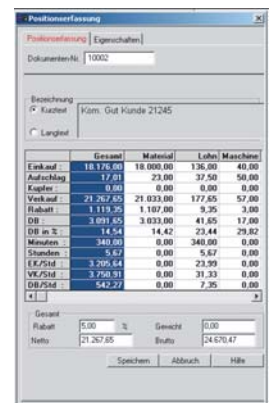 Positionserfassung
Positionserfassung Eigenschaften
Dokumenten-Nr. 10002
Bezeichnung
Kurztext Kom. Gut Kunde 21245
Langtext
Gesamt Material Lohn Maschine
Einkauf : 18.176,00 18.000,00 136,00 40,00
Aufschlag 17,01 23,00 37,50 50,00
Kupfer : 0,00 0,00 0,00 0,00
Verkauf : 21.267,65 21.033,00 177,65 57,00
Rabatt : 1.119,35 1.107,00 9,35 3,00
DB : 3.091,65 3.033,00 41,65 17,00
DB in % : 14,54 14,42 23,44 29,82
Minuten : 340,00 0,00 340,00 0,00
Stunden : 5,67 0,00 5,67 0,00
EK/Std : 3.205,64 0,00 23,99 0,00
VK/Std : 3.750,91 0,00 31,33 0,00
DB/Std : 542,27 0,00 7,35 0,00
Gesamt
Rabatt 5,00 % Gewicht 0,00
Netto 21.267,65 Brutto 24.670,47
Speichern Abbruch Hilfe